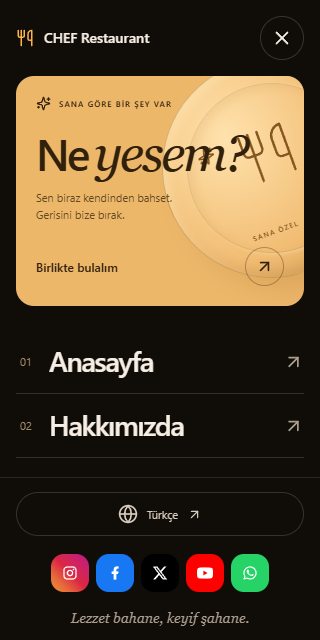 CHEF Restaurant
SANA GÖRE BİR ŞEY VAR
Ne yesem?
Sen biraz kendinden bahset.
Gerisini bize bırak.
SANA ÖZEL
Birlikte bulalım
01 Anasayfa
02 Hakkımızda
Türkçe
Lezzet bahane, keyif şahane.